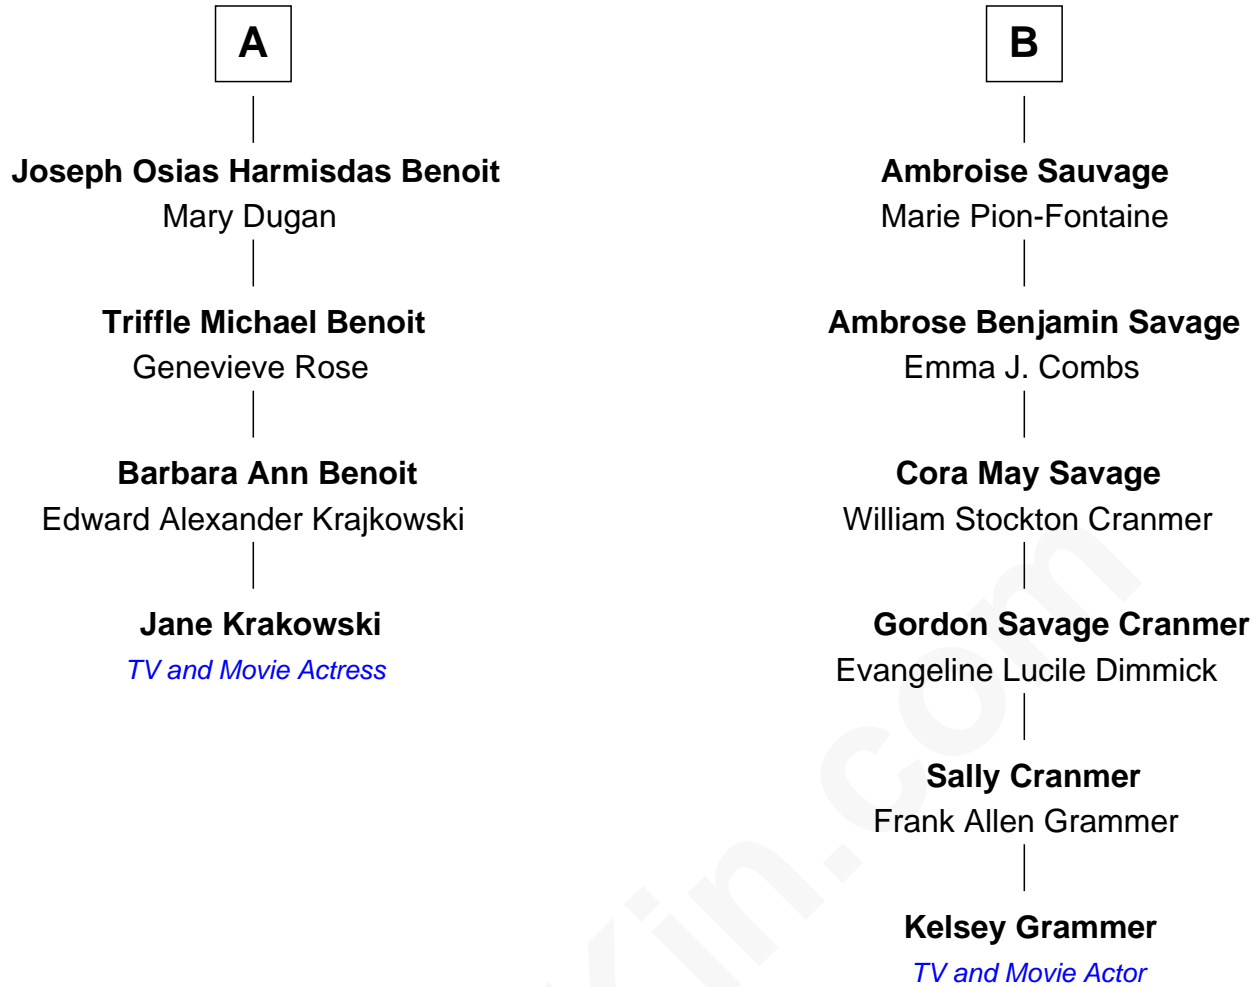 A
Joseph Osias Harmisdas Benoit
Mary Dugan
Triffle Michael Benoit
Genevieve Rose
Barbara Ann Benoit
Edward Alexander Krajkowski
Jane Krakowski
TV and Movie Actress
B
Ambroise Sauvage
Marie Pion-Fontaine
Ambrose Benjamin Savage
Emma J. Combs
Cora May Savage
William Stockton Cranmer
Gordon Savage Cranmer
Evangeline Lucile Dimmick
Sally Cranmer
Frank Allen Grammer
Kelsey Grammer
TV and Movie Actor
Kin.com